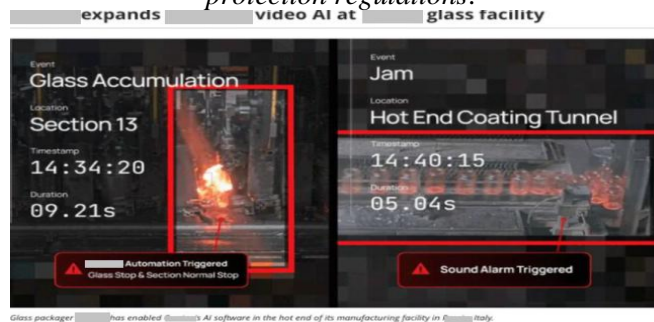 protection regulations.
expands video AI at glass facility
Event
Glass Accumulation
Location
Section 13
Timestamp
14:34:20
Duration
09.21s
Automation Triggered
Glass Stop & Section Normal Stop
Event
Jam
Location
Hot End Coating Tunnel
Timestamp
14:40:15
Duration
05.04s
Sound Alarm Triggered
Glass packager has enabled AI software in the hot end of its manufacturing facility in Italy.